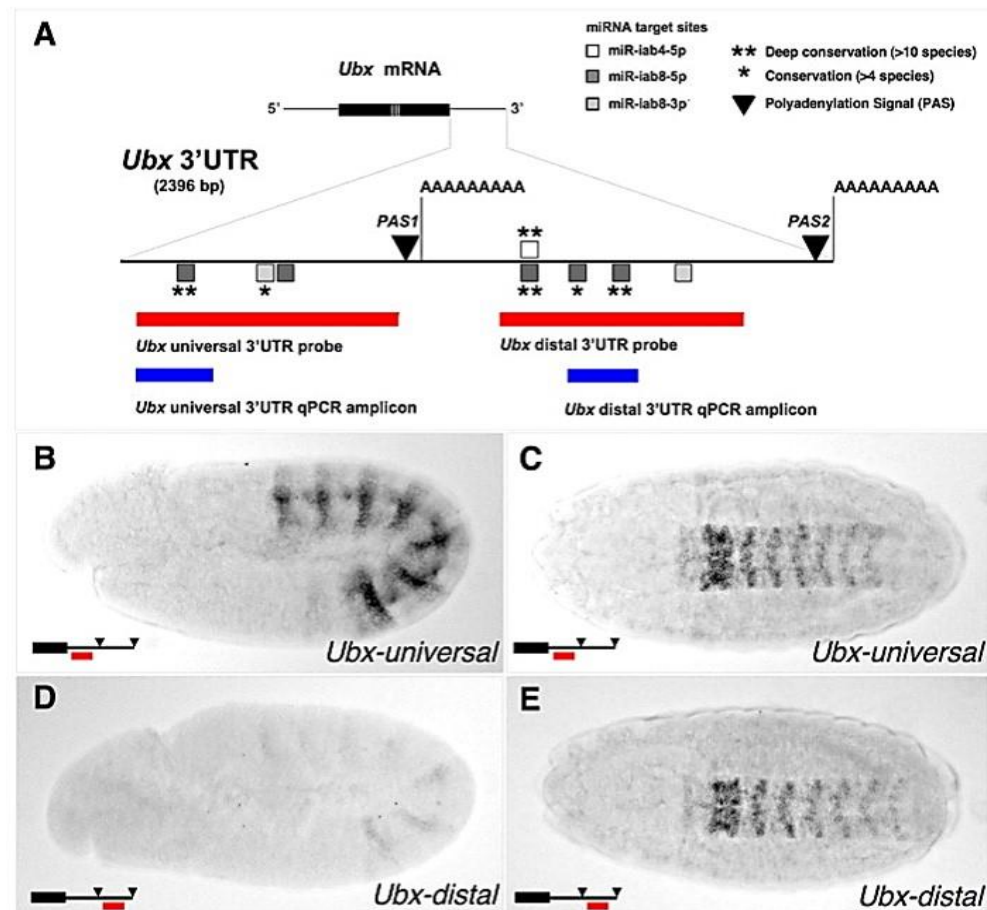 A
miRNA target sites
miR-iab4-5p
miR-iab8-5p
miR-iab8-3p
** Deep conservation (>10 species)
* Conservation (>4 species)
Polyadenylation Signal (PAS)
Ubx mRNA
5' 3'
Ubx 3'UTR
(2396 bp)
AAAAAAAAA AAAAAAAAA
PAS1 ** PAS2
** * ** * **
Ubx universal 3'UTR probe Ubx distal 3'UTR probe
Ubx universal 3'UTR qPCR amplicon Ubx distal 3'UTR qPCR amplicon
B
Ubx-universal
C
Ubx-universal
D
Ubx-distal
E
Ubx-distal